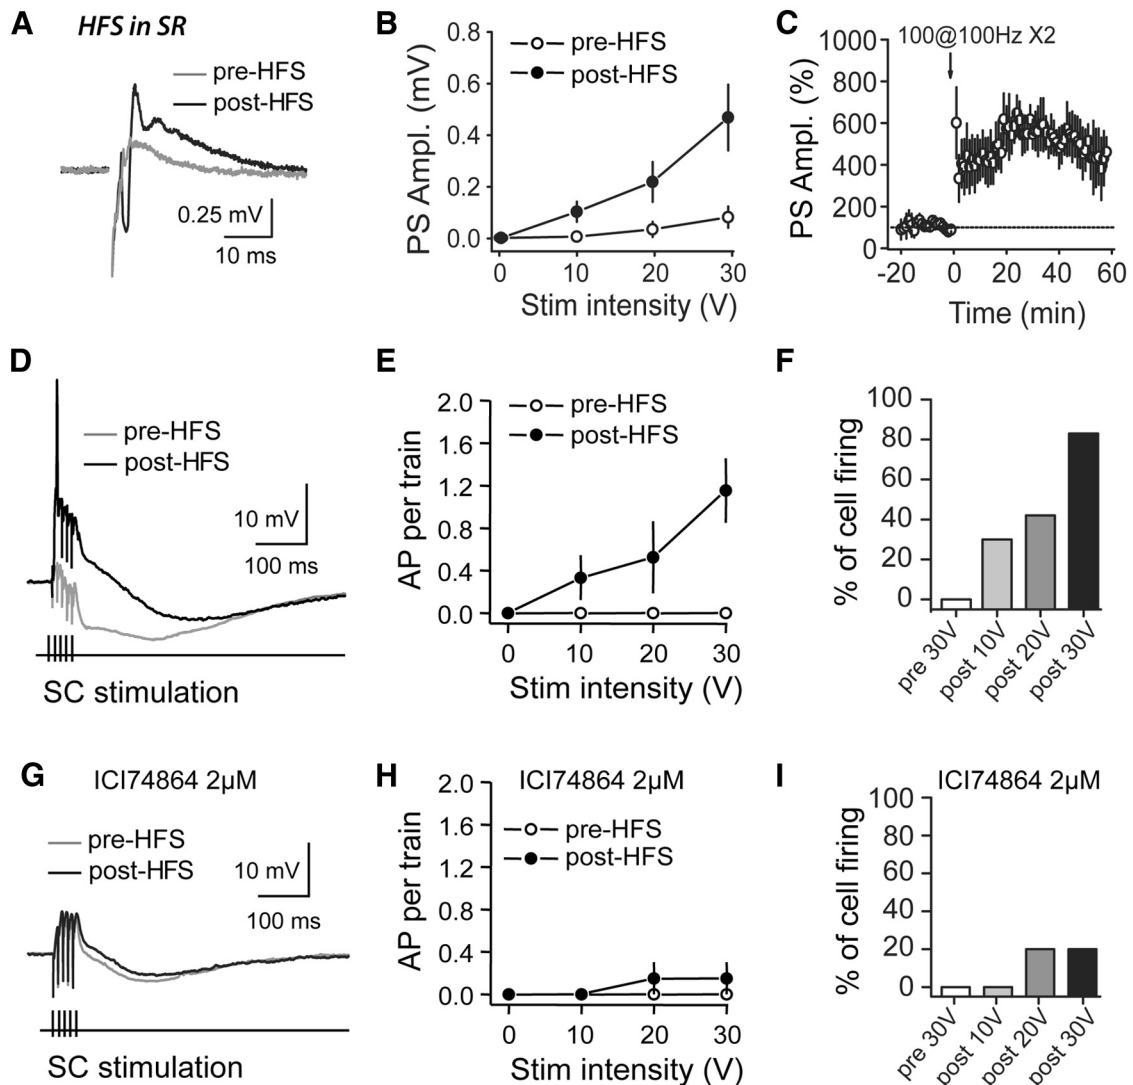 A
HFS in SR
pre-HFS
post-HFS
0.25 mV
10 ms
B
PS Ampl. (mV)
0.8
0.6
0.4
0.2
0.0
pre-HFS
post-HFS
0 10 20 30
Stim intensity (V)
C
100@100Hz X2
PS Ampl. (%)
1000
800
600
400
200
0
-20 0 20 40 60
Time (min)
D
pre-HFS
post-HFS
10 mV
100 ms
SC stimulation
E
AP per train
2.0
1.6
1.2
0.8
0.4
0.0
pre-HFS
post-HFS
0 10 20 30
Stim intensity (V)
F
% of cell firing
100
80
60
40
20
0
pre 30V
post 10V
post 20V
post 30V
G
ICI74864 2µM
pre-HFS
post-HFS
10 mV
100 ms
SC stimulation
H
ICI74864 2µM
AP per train
2.0
1.6
1.2
0.8
0.4
0.0
pre-HFS
post-HFS
0 10 20 30
Stim intensity (V)
I
ICI74864 2µM
% of cell firing
100
80
60
40
20
0
pre 30V
post 10V
post 20V
post 30V